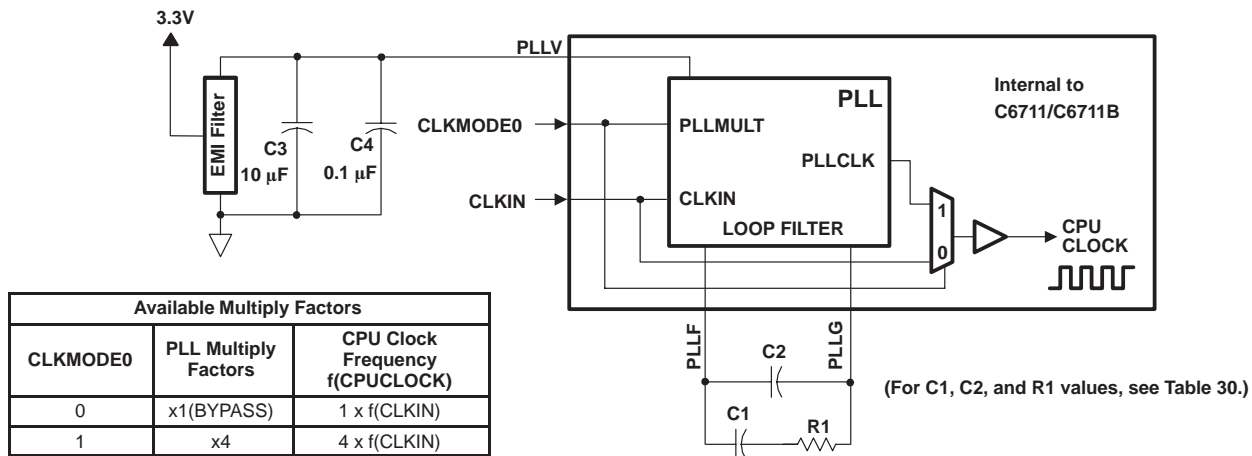 3.3V
PLLV
EMI Filter
C3
10 μF
C4
0.1 μF
CLKMODE0
CLKIN
PLL
PLLMULT
PLLCLK
CLKIN
LOOP FILTER
Internal to
C6711/C6711B
1
0
CPU
CLOCK
PLLF
PLLG
C2
C1
R1
(For C1, C2, and R1 values, see Table 30.)
Available Multiply Factors
CLKMODE0
PLL Multiply
Factors
CPU Clock
Frequency
f(CPUCLOCK)
0 x1(BYPASS) 1 x f(CLKIN)
1 x4 4 x f(CLKIN)